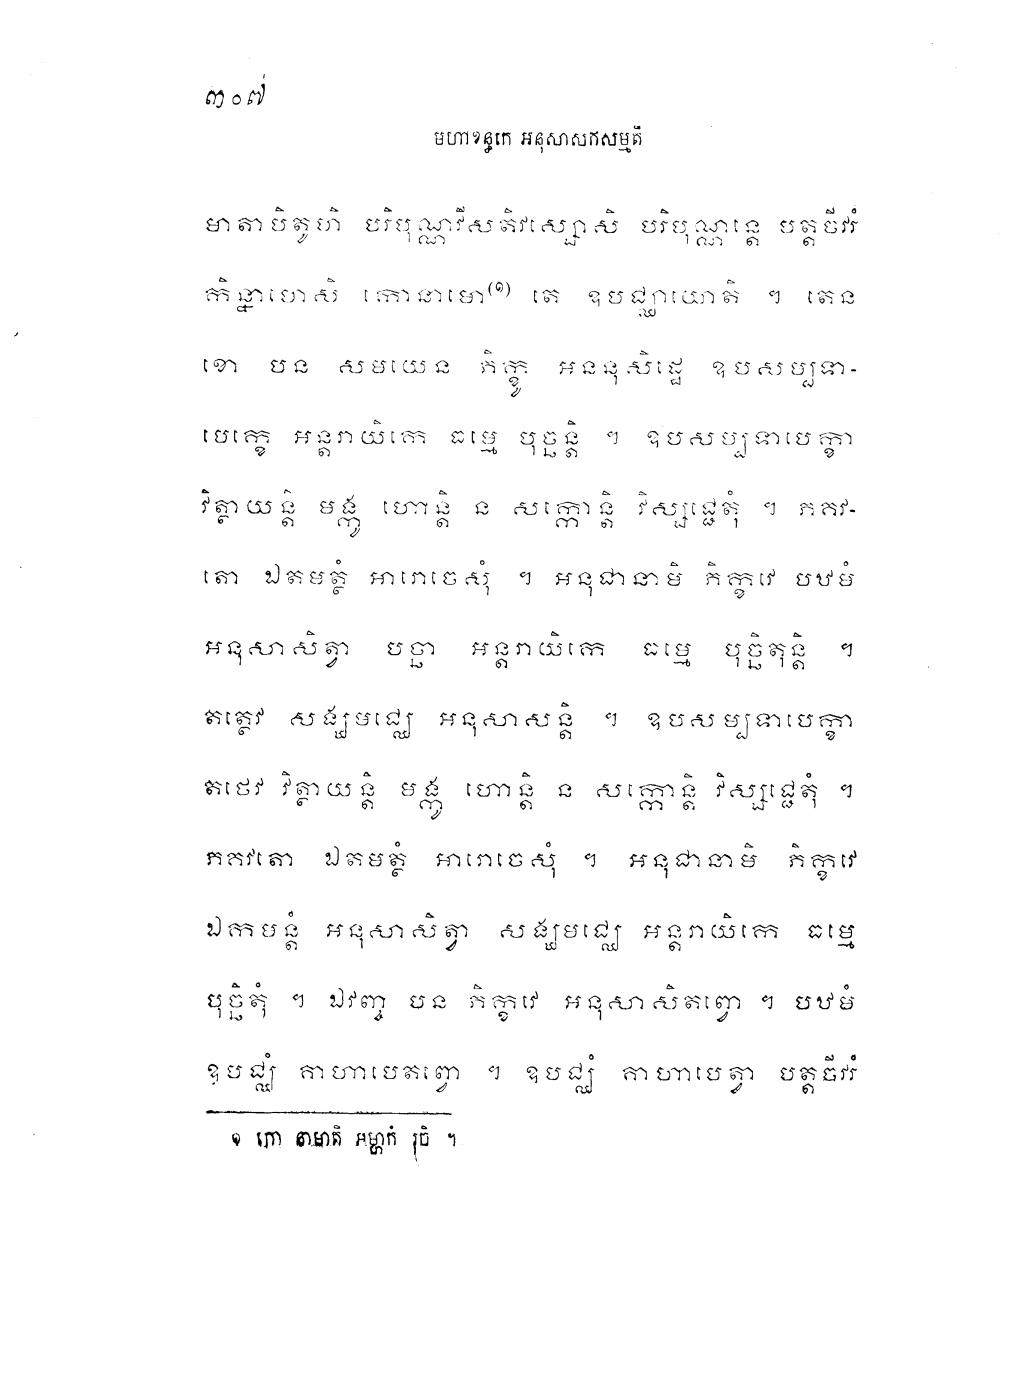 ៣០៧
មហាខន្ធកេ អនុសាសកសម្មតិ
មាតាបិតូហិ បរិបុណ្ណវីសតិវស្សោសិ បរិបុណ្ណន្តេ បត្តចីវរំ
កិន្នាមោសិ កោនាមោ(១) តេ ឧបជ្ឈាយោតិ ។ តេន
ខោ បន សមយេន ភិក្ខូ អននុសិដ្ឋេ ឧបសម្បទា-
បេក្ខេ អន្តរាយិកេ ធម្មេ បុច្ឆន្តិ ។ ឧបសម្បទាបេក្ខា
វិត្ថាយន្តិ មង្កូ ហោន្តិ ន សក្កោន្តិ វិស្សជ្ជេតុំ ។ ភគវ-
តោ ឯតមត្ថំ អារោចេសុំ ។ អនុជានាមិ ភិក្ខវេ បឋមំ
អនុសាសិត្វា បច្ឆា អន្តរាយិកេ ធម្មេ បុច្ឆិតុន្តិ ។
តត្ថេវ សង្ឃមជ្ឈេ អនុសាសន្តិ ។ ឧបសម្បទាបេក្ខា
តថេវ វិត្ថាយន្តិ មង្កូ ហោន្តិ ន សក្កោន្តិ វិស្សជ្ជេតុំ ។
ភគវតោ ឯតមត្ថំ អារោចេសុំ ។ អនុជានាមិ ភិក្ខវេ
ឯកមន្តំ អនុសាសិត្វា សង្ឃមជ្ឈេ អន្តរាយិកេ ធម្មេ
បុច្ឆិតុំ ។ ឯវញ្ច បន ភិក្ខវេ អនុសាសិតព្វោ ។ បឋមំ
ឧបជ្ឈំ គាហាបេតព្វោ ។ ឧបជ្ឈំ គាហាបេត្វា បត្តចីវរំ
១ កោ នាមាតិ អម្ហាកំ រុចិ ។